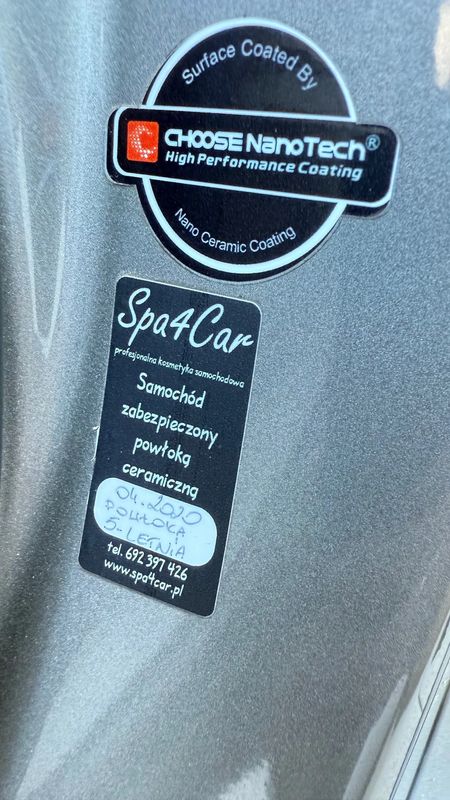 Surface Coated By
CHOOSE NanoTech®
High Performance Coating
Nano Ceramic Coating
Spa4Car
profesjonalna kosmetyka samochodowa
Samochód
zabezpieczony
powłoką
ceramiczną
04.2020
POWŁOKA
5-LETNIA
tel. 692 397 426
www.spa4car.pl